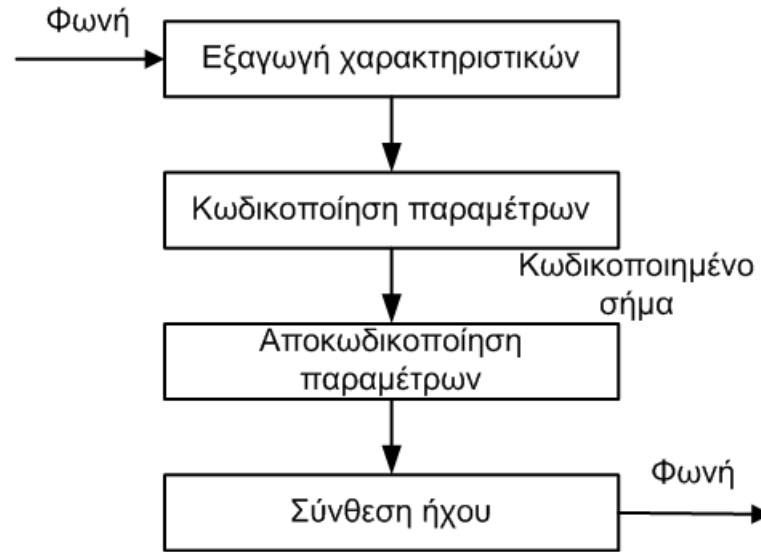 Φωνή
Εξαγωγή χαρακτηριστικών
Κωδικοποίηση παραμέτρων
Κωδικοποιημένο
σήμα
Αποκωδικοποίηση
παραμέτρων
Φωνή
Σύνθεση ήχου